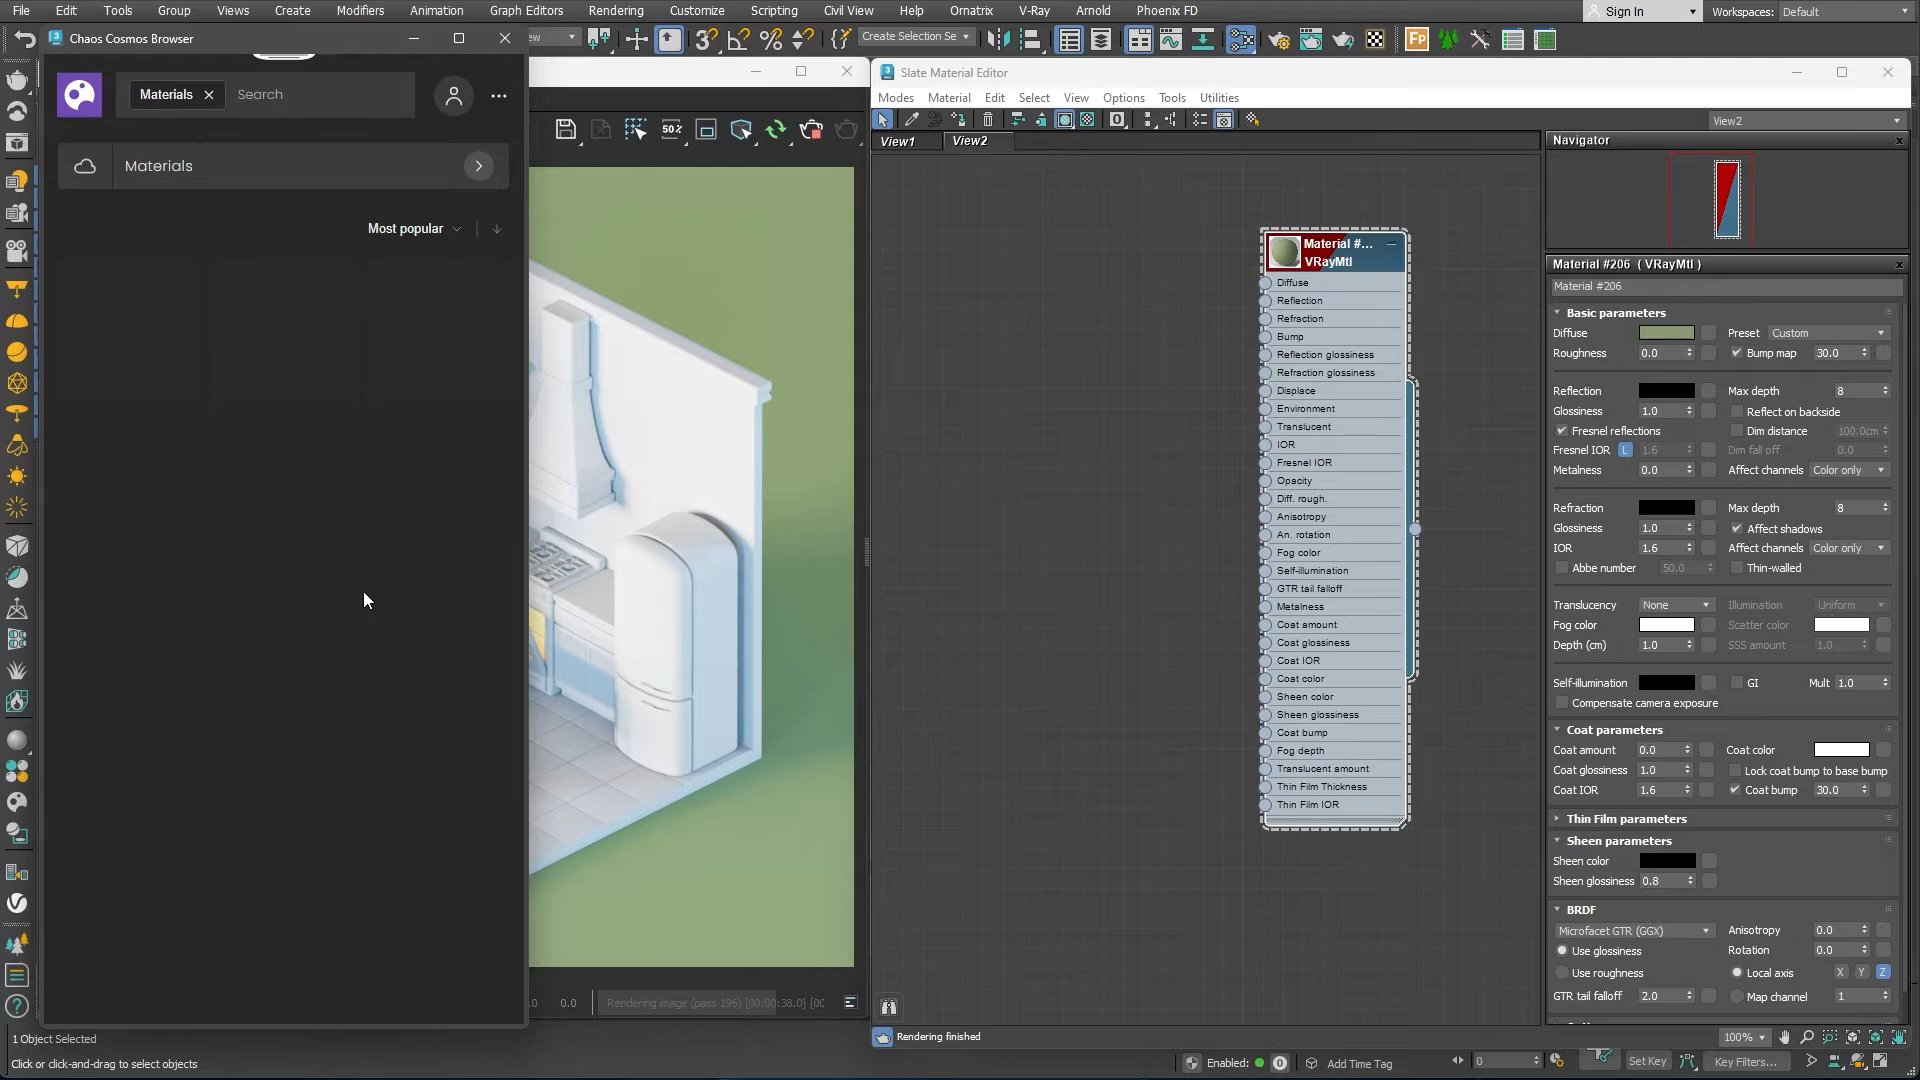 File Edit Tools Group Views Create Modifiers Animation Graph Editors Rendering Customize Scripting Civil View Help Ornatrix V-Ray Arnold Phoenix FD Sign In Workspaces: Default
Create Selection Se
Chaos Cosmos Browser
Materials Search
Materials
Most popular
50%
0.0 Rendering image (pass 196) [00:00:38.0] [00
Slate Material Editor
Modes Material Edit Select View Options Tools Utilities
View2
View1 View2
Material #...
VRayMtl
Diffuse
Reflection
Refraction
Bump
Reflection glossiness
Refraction glossiness
Displace
Environment
Translucent
IOR
Fresnel IOR
Opacity
Diff. rough.
Anisotropy
An. rotation
Fog color
Self-illumination
GTR tail falloff
Metalness
Coat amount
Coat glossiness
Coat IOR
Coat color
Sheen color
Sheen glossiness
Coat bump
Fog depth
Translucent amount
Thin Film Thickness
Thin Film IOR
Navigator
Material #206 ( VRayMtl )
Material #206
Basic parameters
Diffuse Preset Custom
Roughness 0.0 Bump map 30.0
Reflection Max depth 8
Glossiness 1.0 Reflect on backside
Fresnel reflections Dim distance 100.0cm
Fresnel IOR L 1.6 Dim fall off 0.0
Metalness 0.0 Affect channels Color only
Refraction Max depth 8
Glossiness 1.0 Affect shadows
IOR 1.6 Affect channels Color only
Abbe number 50.0 Thin-walled
Translucency None Illumination Uniform
Fog color Scatter color
Depth (cm) 1.0 SSS amount 1.0
Self-illumination GI Mult 1.0
Compensate camera exposure
Coat parameters
Coat amount 0.0 Coat color
Coat glossiness 1.0 Lock coat bump to base bump
Coat IOR 1.6 Coat bump 30.0
Thin Film parameters
Sheen parameters
Sheen color
Sheen glossiness 0.8
BRDF
Microfacet GTR (GGX) Anisotropy 0.0
Use glossiness Rotation 0.0
Use roughness Local axis X Y Z
GTR tail falloff 2.0 Map channel 1
Rendering finished 100%
1 Object Selected
Click or click-and-drag to select objects
Enabled: 0 Add Time Tag 0 Set Key Key Filters...